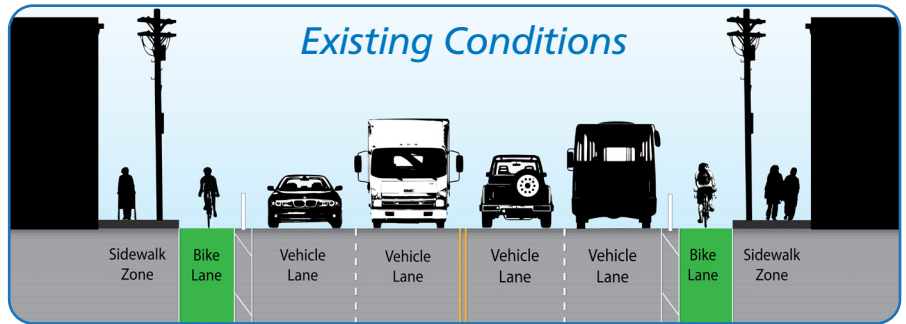 Existing Conditions
Sidewalk
Zone
Bike
Lane
Vehicle
Lane
Vehicle
Lane
Vehicle
Lane
Vehicle
Lane
Bike
Lane
Sidewalk
Zone